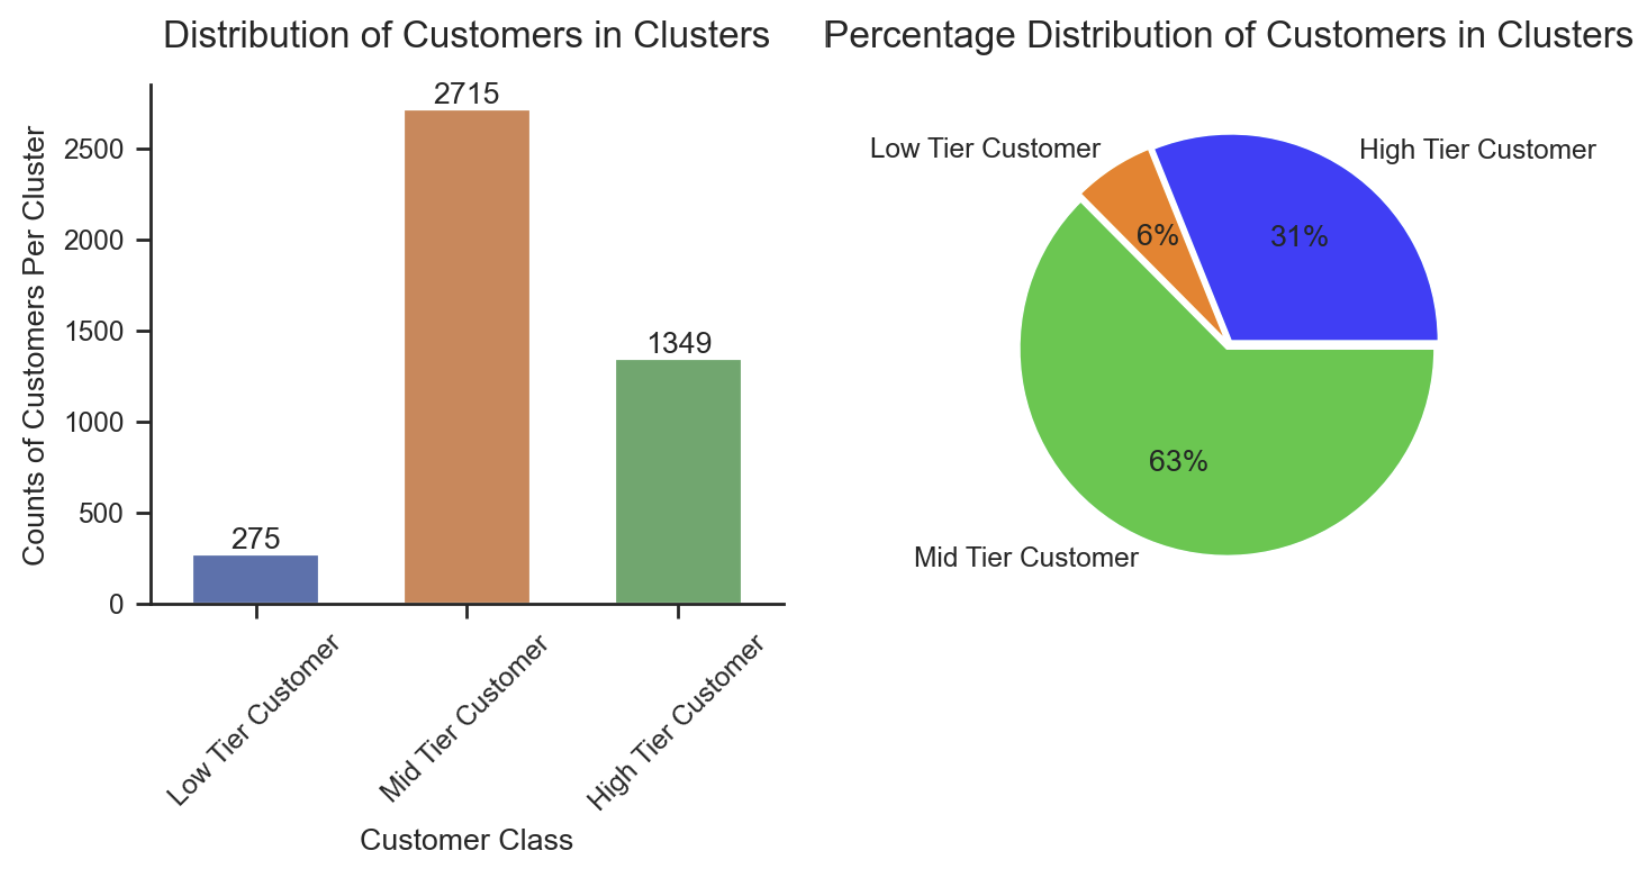 Distribution of Customers in Clusters
Counts of Customers Per Cluster
2500
2000
1500
1000
500
0
275
2715
1349
Low Tier Customer
Mid Tier Customer
High Tier Customer
Customer Class
Percentage Distribution of Customers in Clusters
Low Tier Customer
High Tier Customer
6%
31%
63%
Mid Tier Customer